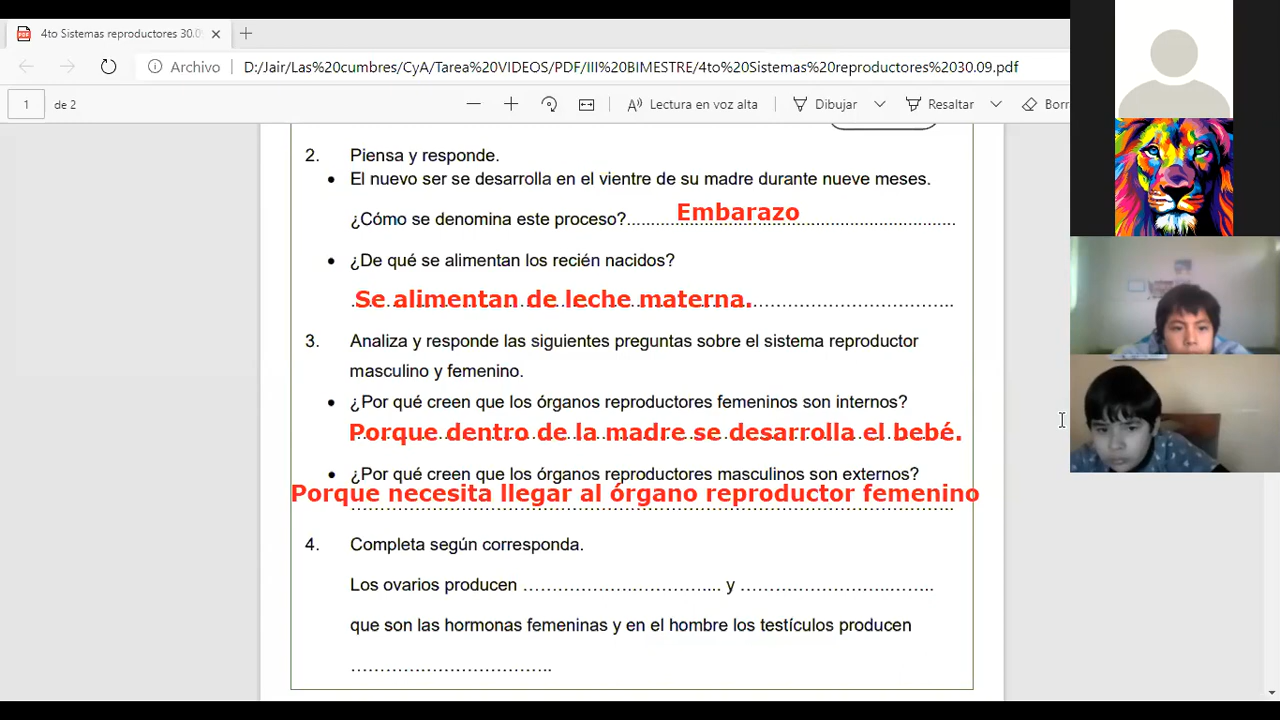 4to Sistemas reproductores 30.0
Archivo D:/Jair/Las%20cumbres/CyA/Tarea%20VIDEOS/PDF/III%20BIMESTRE/4to%20Sistemas%20reproductores%2030.09.pdf
1 de 2 Lectura en voz alta Dibujar Resaltar Borr
2. Piensa y responde.
• El nuevo ser se desarrolla en el vientre de su madre durante nueve meses.
¿Cómo se denomina este proceso?.......Embarazo.......
• ¿De qué se alimentan los recién nacidos?
Se alimentan de leche materna.
3. Analiza y responde las siguientes preguntas sobre el sistema reproductor
masculino y femenino.
• ¿Por qué creen que los órganos reproductores femeninos son internos?
Porque dentro de la madre se desarrolla el bebé.
• ¿Por qué creen que los órganos reproductores masculinos son externos?
Porque necesita llegar al órgano reproductor femenino
4. Completa según corresponda.
Los ovarios producen ………………..………….... y ……………………..……..
que son las hormonas femeninas y en el hombre los testículos producen
……………………………..